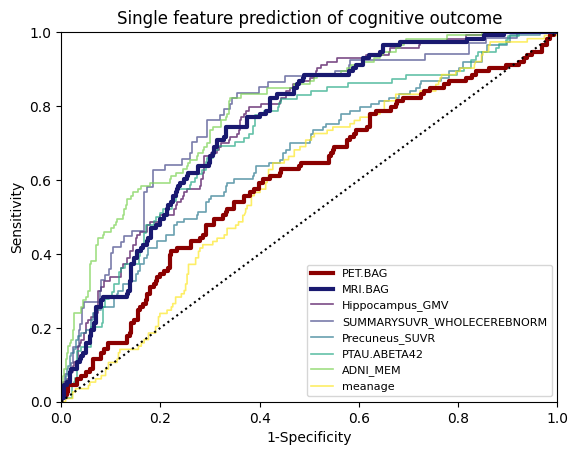 Single feature prediction of cognitive outcome
1.0
0.8
0.6
0.4
0.2
0.0
Sensitivity
PET.BAG
MRI.BAG
Hippocampus_GMV
SUMMARYSUVR_WHOLECEREBNORM
Precuneus_SUVR
PTAU.ABETA42
ADNI_MEM
meanage
0.0 0.2 0.4 0.6 0.8 1.0
1-Specificity